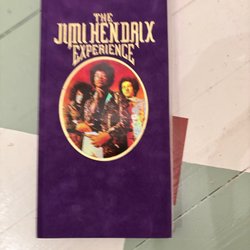 THE
JIMI HENDRIX
EXPERIENCE